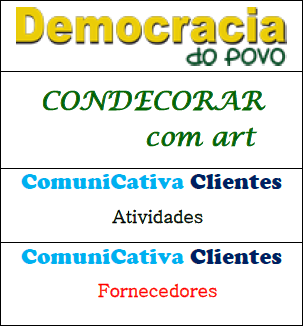 Democracia
do povo
CONDECORAR
com art
ComuniCativa Clientes
Atividades
ComuniCativa Clientes
Fornecedores